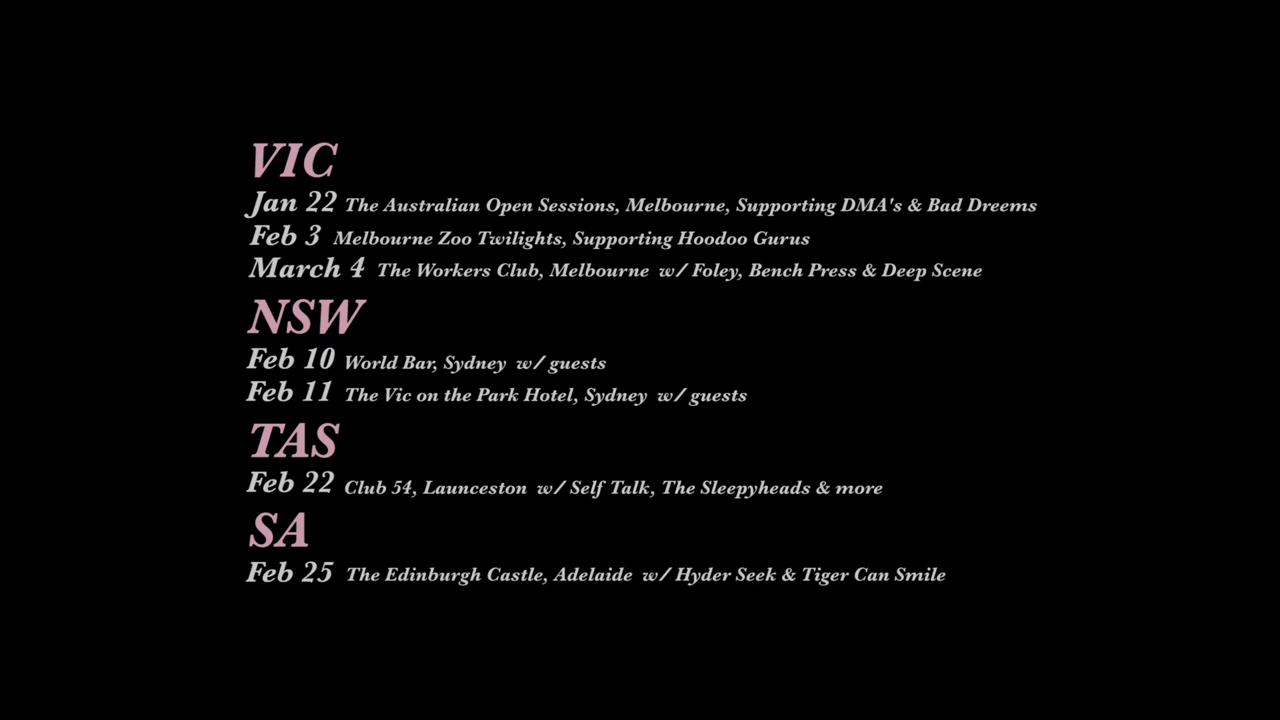 VIC
Jan 22 The Australian Open Sessions, Melbourne, Supporting DMA's & Bad Dreems
Feb 3 Melbourne Zoo Twilights, Supporting Hoodoo Gurus
March 4 The Workers Club, Melbourne w/ Foley, Bench Press & Deep Scene
NSW
Feb 10 World Bar, Sydney w/ guests
Feb 11 The Vic on the Park Hotel, Sydney w/ guests
TAS
Feb 22 Club 54, Launceston w/ Self Talk, The Sleepyheads & more
SA
Feb 25 The Edinburgh Castle, Adelaide w/ Hyder Seek & Tiger Can Smile